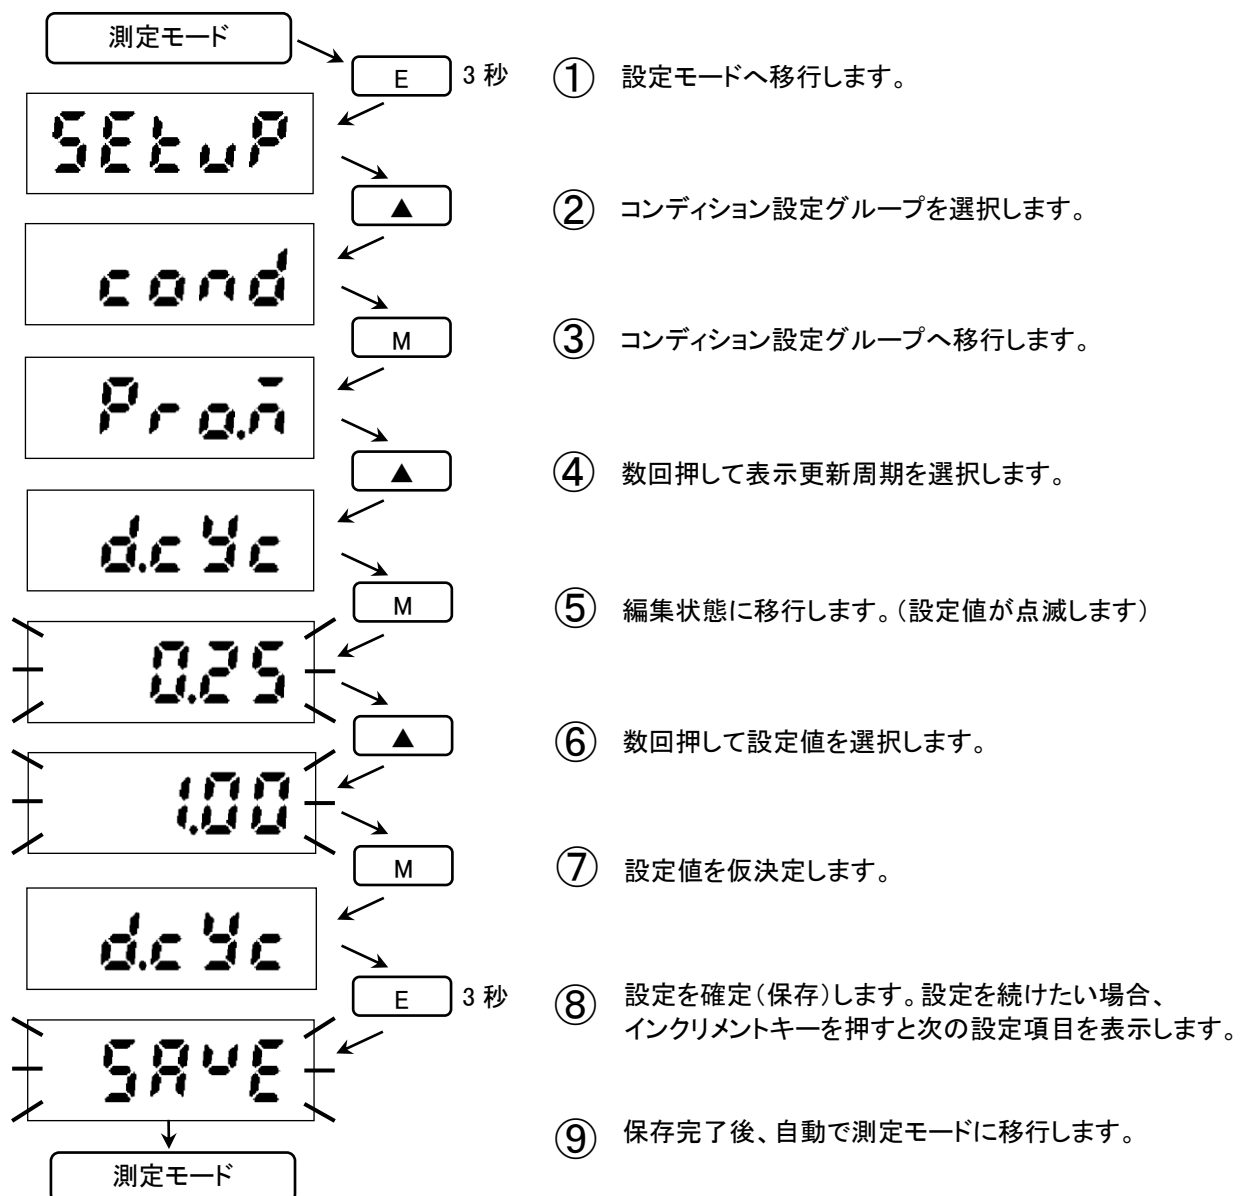 測定モード
E 3 秒 ① 設定モードへ移行します。
SEtuP
▲ ② コンディション設定グループを選択します。
cond
M ③ コンディション設定グループへ移行します。
Pro.n̄
▲ ④ 数回押して表示更新周期を選択します。
d.cYc
M ⑤ 編集状態に移行します。（設定値が点滅します）
0.25
▲ ⑥ 数回押して設定値を選択します。
1.00
M ⑦ 設定値を仮決定します。
d.cYc
E 3 秒 ⑧ 設定を確定（保存）します。設定を続けたい場合、
インクリメントキーを押すと次の設定項目を表示します。
SAvE
⑨ 保存完了後、自動で測定モードに移行します。
測定モード